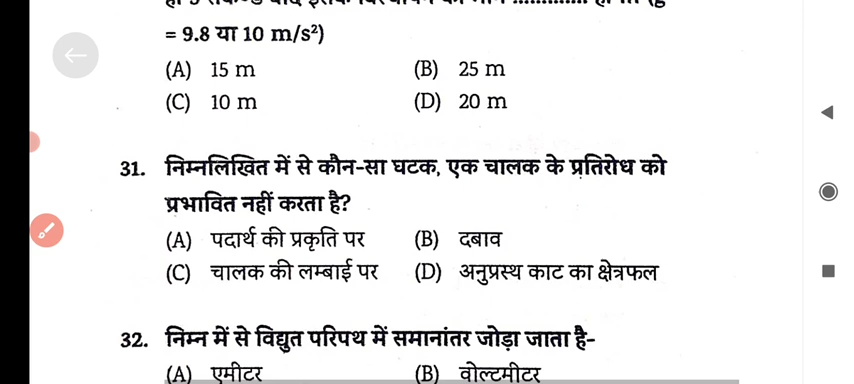 = 9.8 या 10 m/s²)
(A) 15 m (B) 25 m
(C) 10 m (D) 20 m
31. निम्नलिखित में से कौन-सा घटक, एक चालक के प्रतिरोध को
प्रभावित नहीं करता है?
(A) पदार्थ की प्रकृति पर (B) दबाव
(C) चालक की लम्बाई पर (D) अनुप्रस्थ काट का क्षेत्रफल
32. निम्न में से विद्युत परिपथ में समानांतर जोड़ा जाता है-
(A) एमीटर (B) वोल्टमीटर